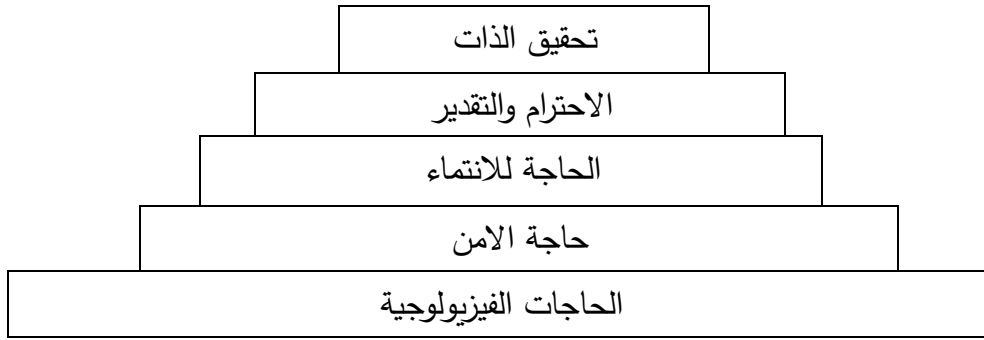 تحقيق الذات
الاحترام والتقدير
الحاجة للانتماء
حاجة الامن
الحاجات الفيزيولوجية